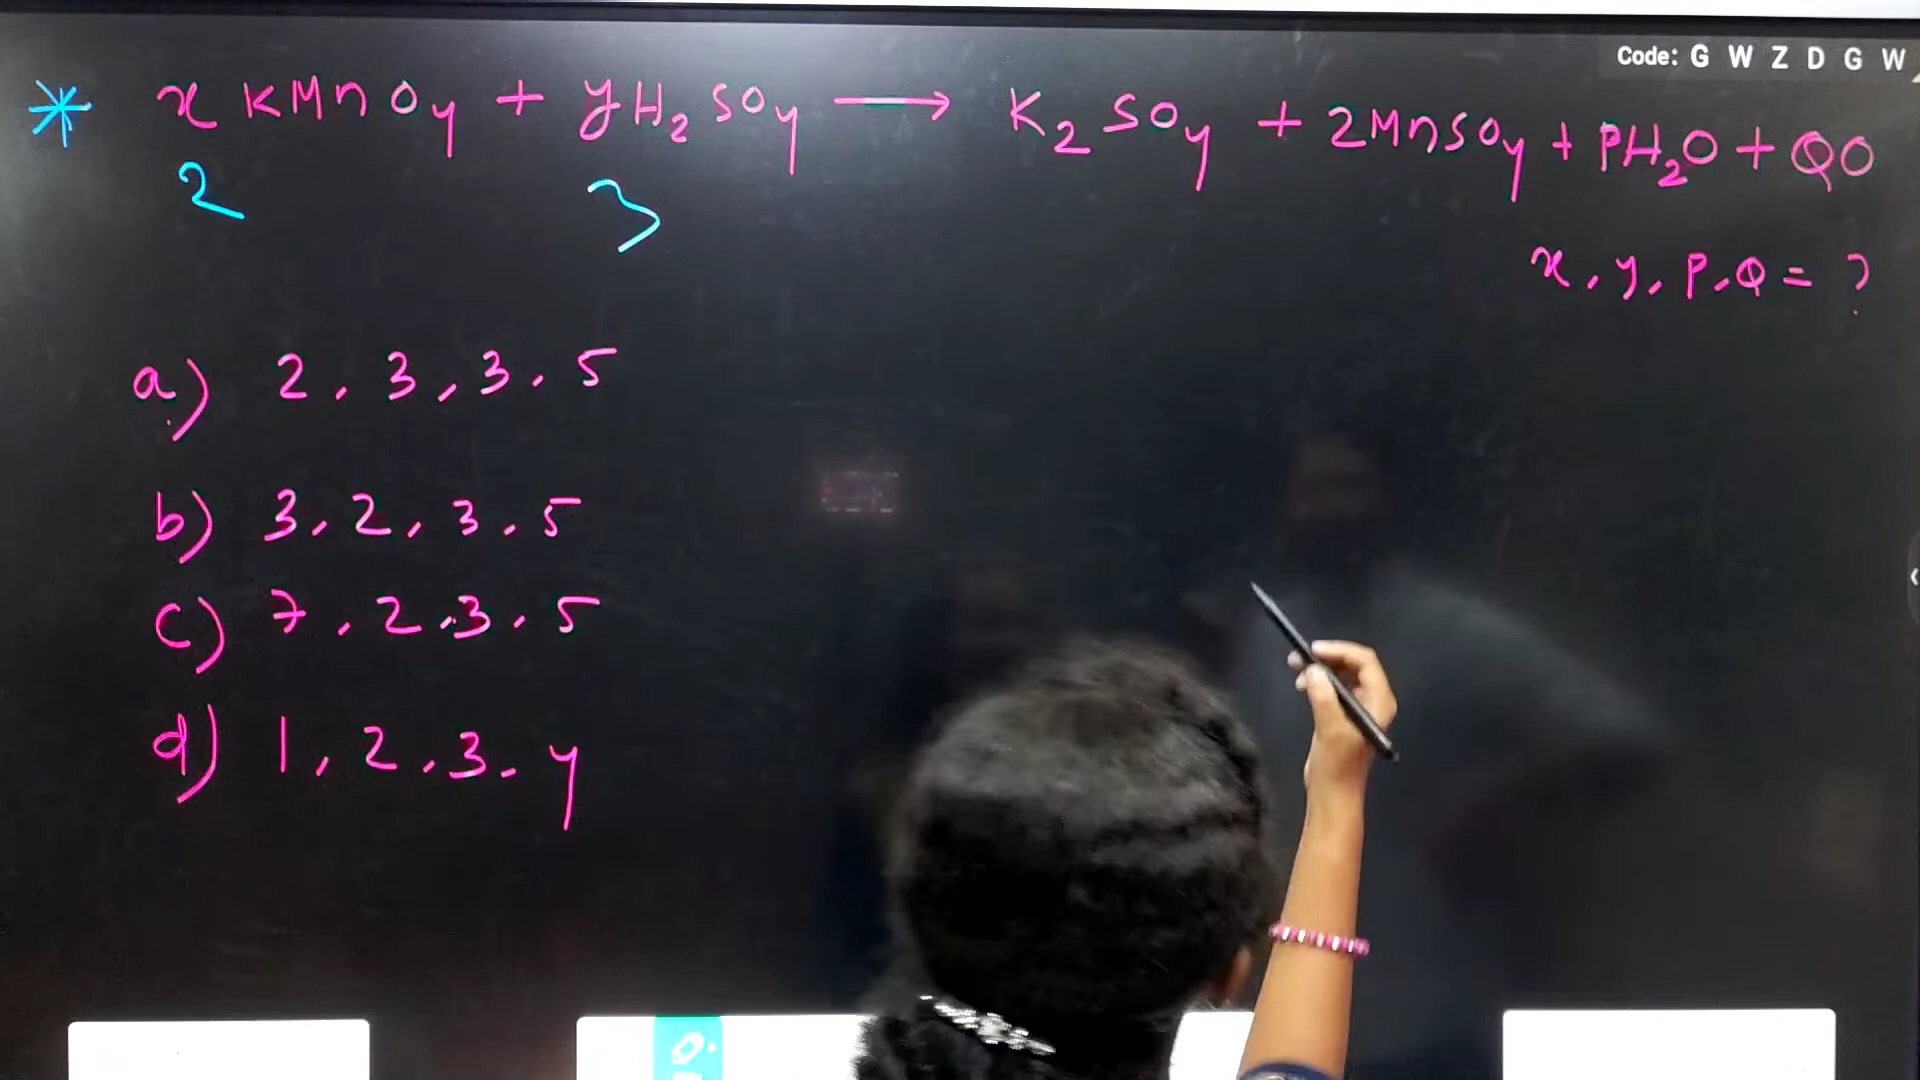 Code: G W Z D G W
* x KMnO4 + yH2SO4 → K2SO4 + 2MnSO4 + PH2O + QO
2 3
x, y, P, Q = ?
a) 2, 3, 3, 5
b) 3, 2, 3, 5
c) 7, 2, 3, 5
d) 1, 2, 3, 4